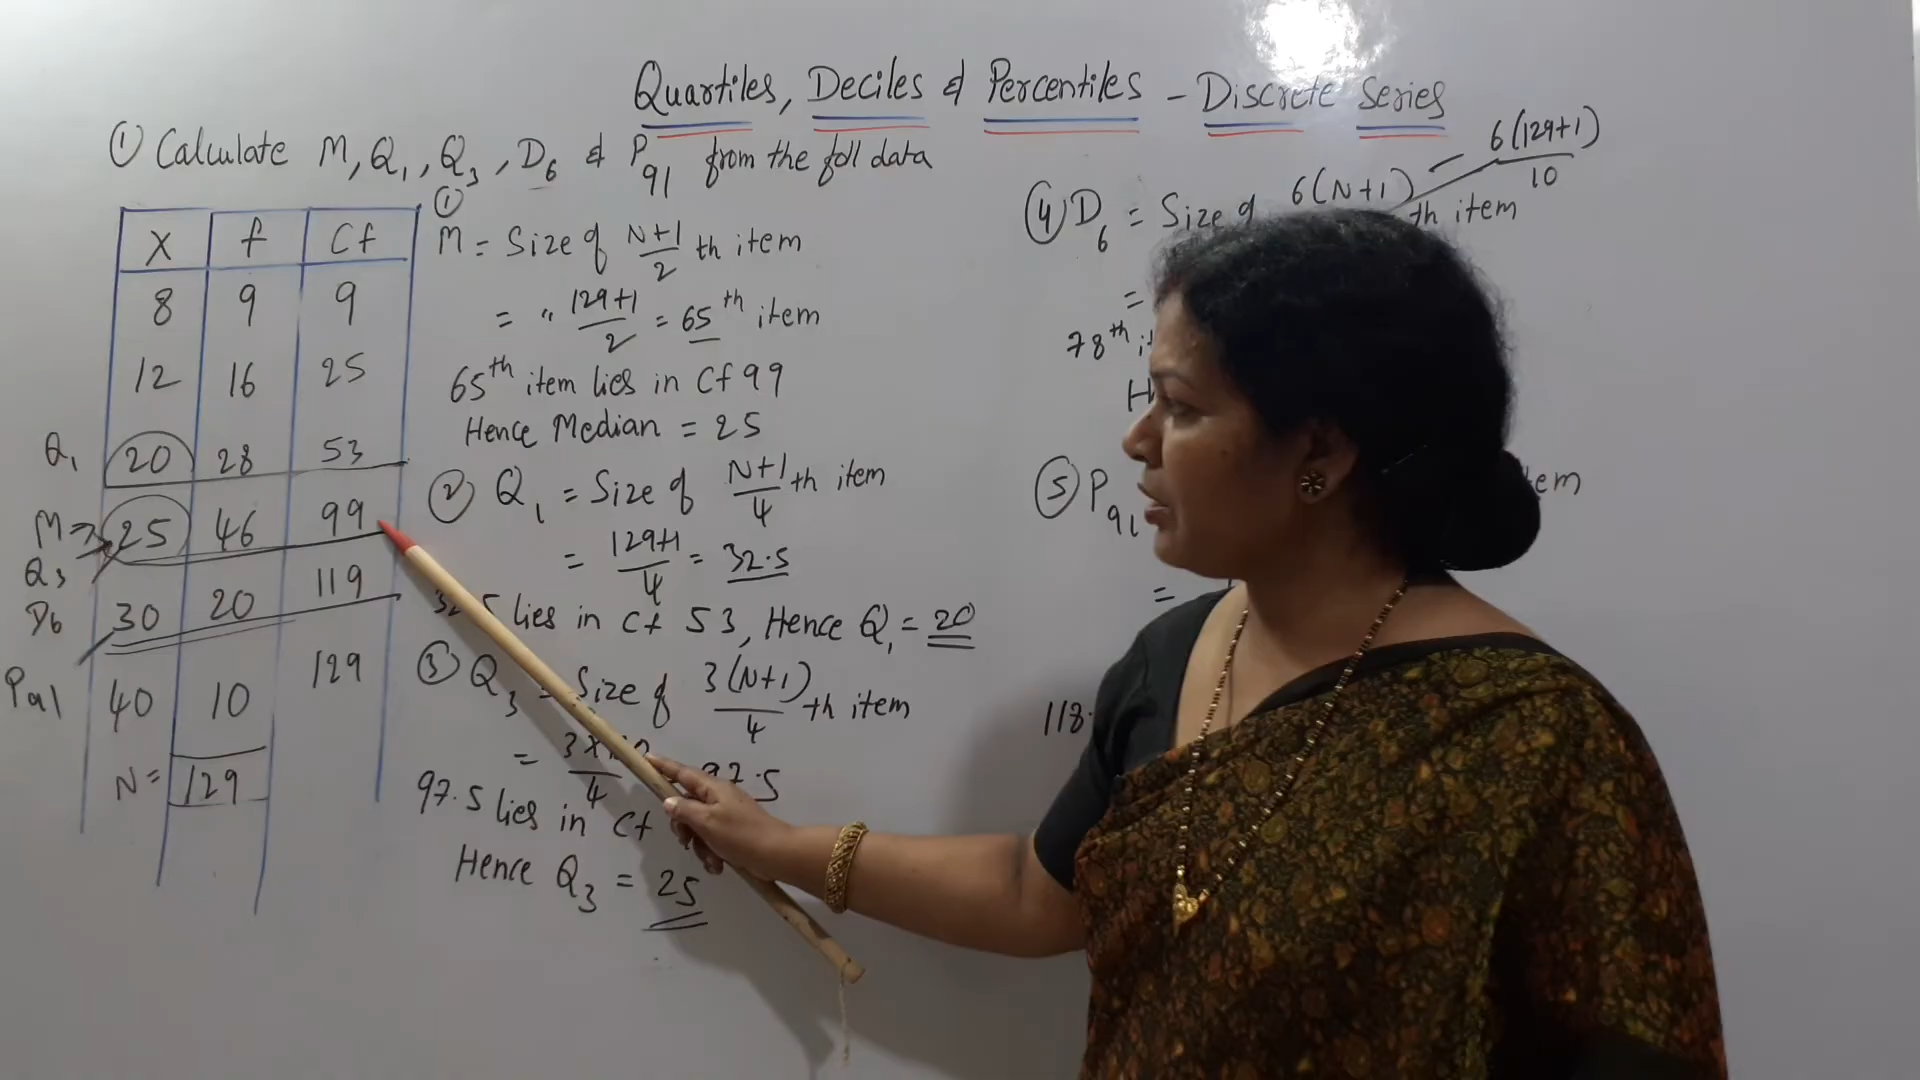 Quartiles, Deciles & Percentiles - Discrete Series
① Calculate M, Q1, Q3, D6 & P91 from the foll data
X f Cf
8 9 9
12 16 25
Q1 20 28 53
M⇒ 25 46 99
Q3
D6 30 20 119
P91 40 10 129
N = 129
①
M = Size of N+1/2 th item
= " 129+1/2 = 65th item
65th item lies in Cf 99
Hence Median = 25
② Q1 = Size of N+1/4 th item
= 129+1/4 = 32.5
lies in Cf 53, Hence Q1 = 20
③ Q3 = Size of 3(N+1)/4 th item
= 3×/4 97.5
97.5 lies in Cf
Hence Q3 = 25
④ D6 = Size of 6(N+1) th item = 6(129+1)/10
=
78th
⑤ P91
=
118.